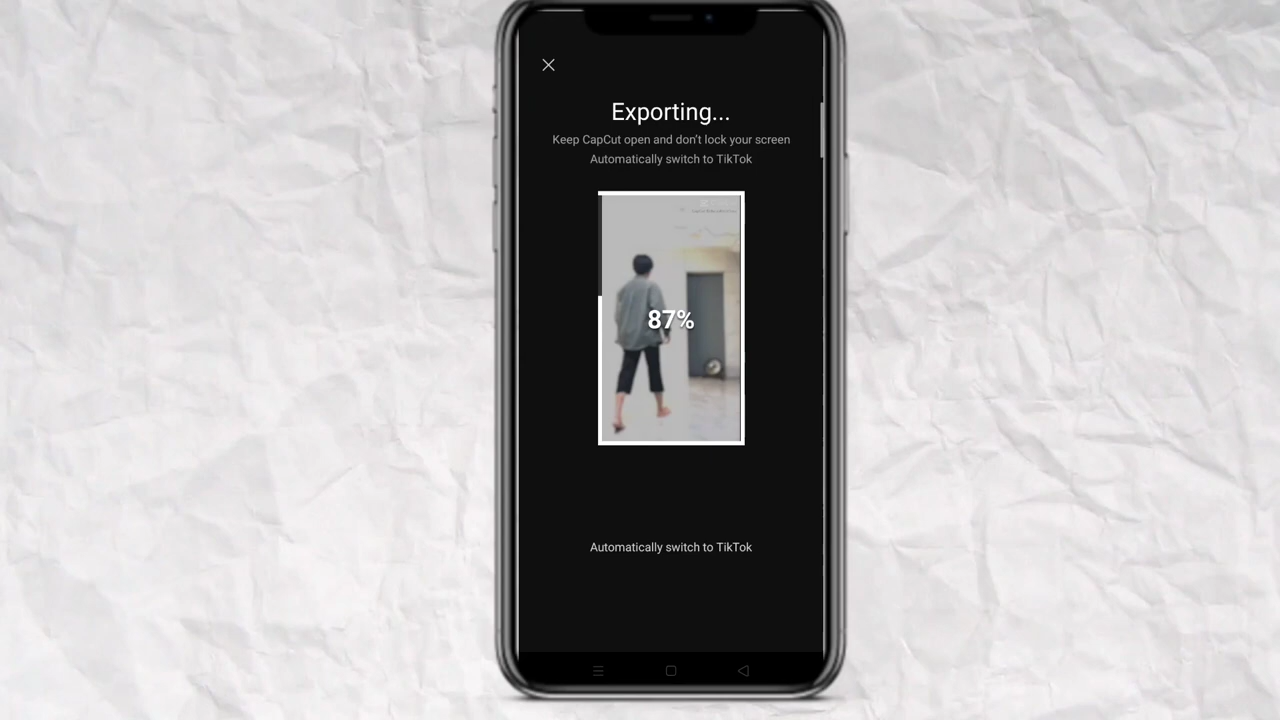 Exporting...
Keep CapCut open and don't lock your screen
Automatically switch to TikTok
87%
Automatically switch to TikTok